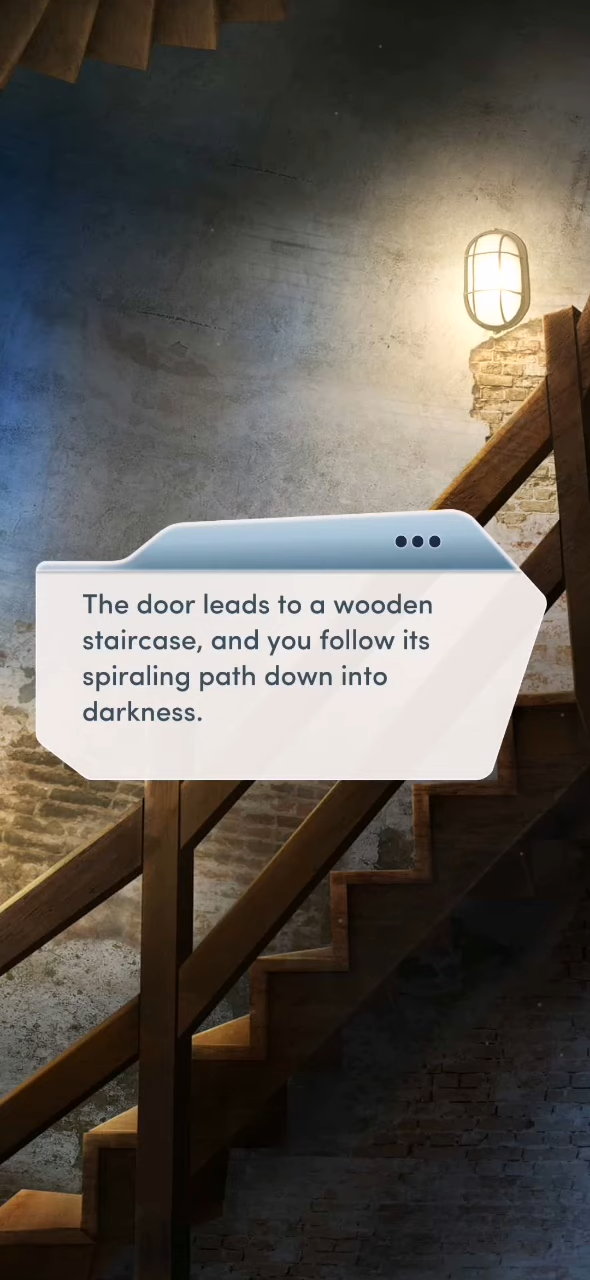 The door leads to a wooden
staircase, and you follow its
spiraling path down into
darkness.